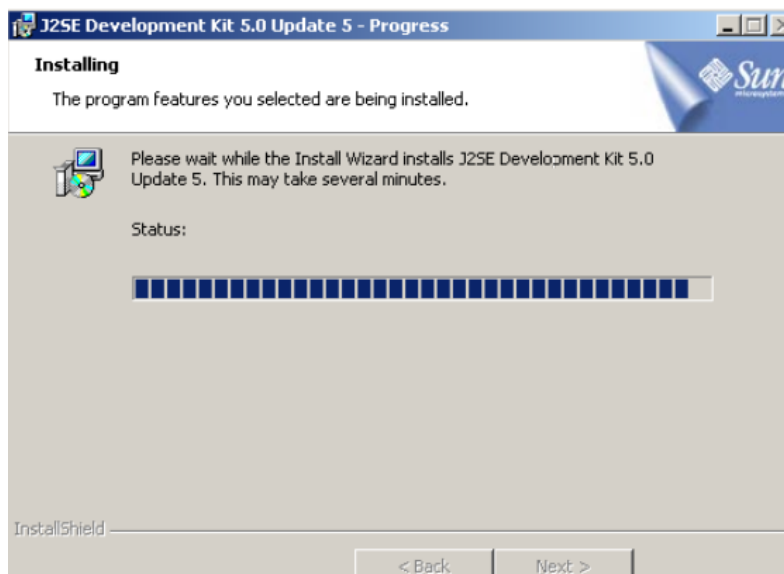 J2SE Development Kit 5.0 Update 5 - Progress
Installing
The program features you selected are being installed.
Sun
microsystems
Please wait while the Install Wizard installs J2SE Development Kit 5.0
Update 5. This may take several minutes.
Status:
InstallShield
< Back
Next >